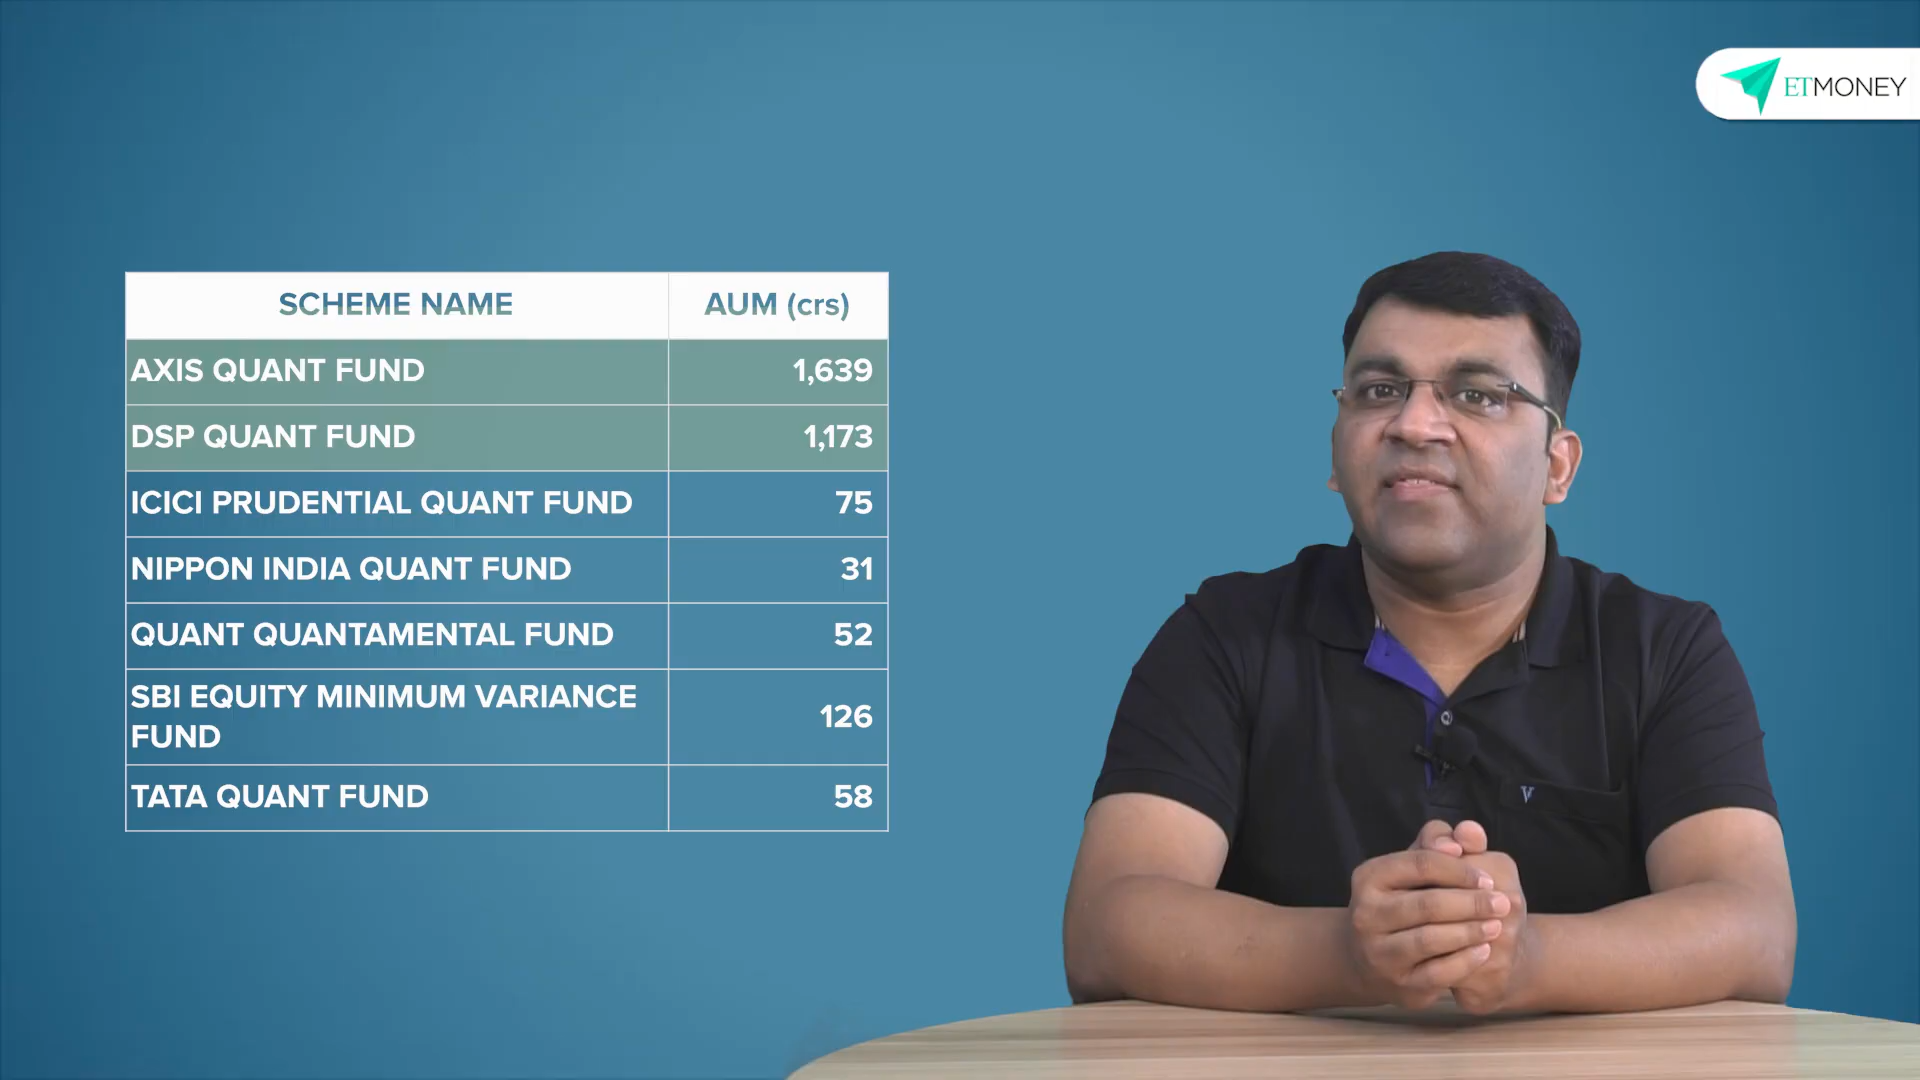 ETMONEY
SCHEME NAME AUM (crs)
AXIS QUANT FUND 1,639
DSP QUANT FUND 1,173
ICICI PRUDENTIAL QUANT FUND 75
NIPPON INDIA QUANT FUND 31
QUANT QUANTAMENTAL FUND 52
SBI EQUITY MINIMUM VARIANCE
FUND 126
TATA QUANT FUND 58